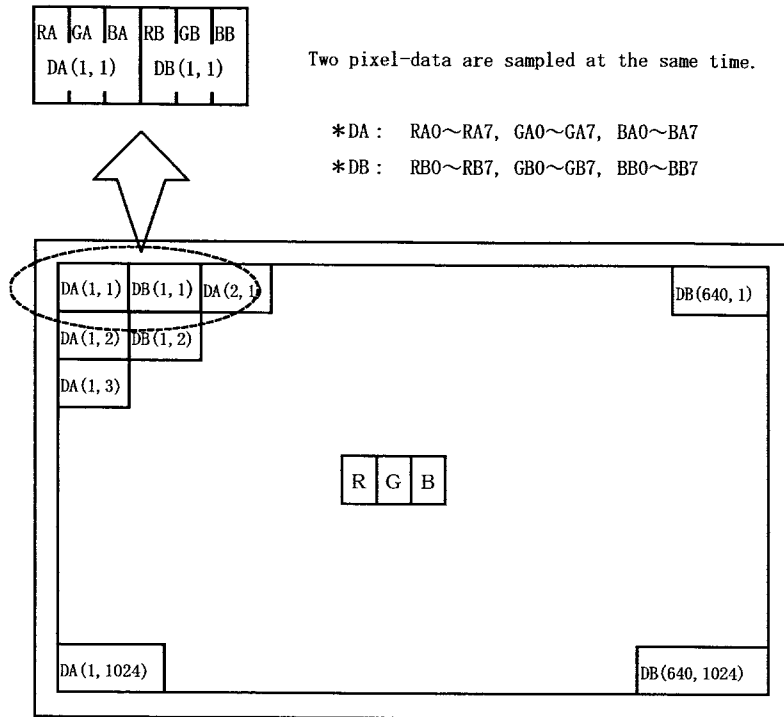 RA GA BA RB GB BB
DA(1,1) DB(1,1)
Two pixel-data are sampled at the same time.
*DA: RA0~RA7, GA0~GA7, BA0~BA7
*DB: RB0~RB7, GB0~GB7, BB0~BB7
DA(1,1) DB(1,1) DA(2,1) DB(640,1)
DA(1,2) DB(1,2)
DA(1,3)
R G B
DA(1,1024) DB(640,1024)